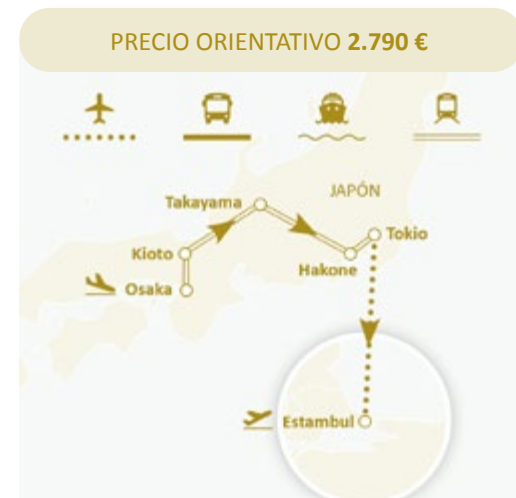 PRECIO ORIENTATIVO 2.790 €
JAPÓN
Takayama
Tokio
Kioto
Hakone
Osaka
Estambul